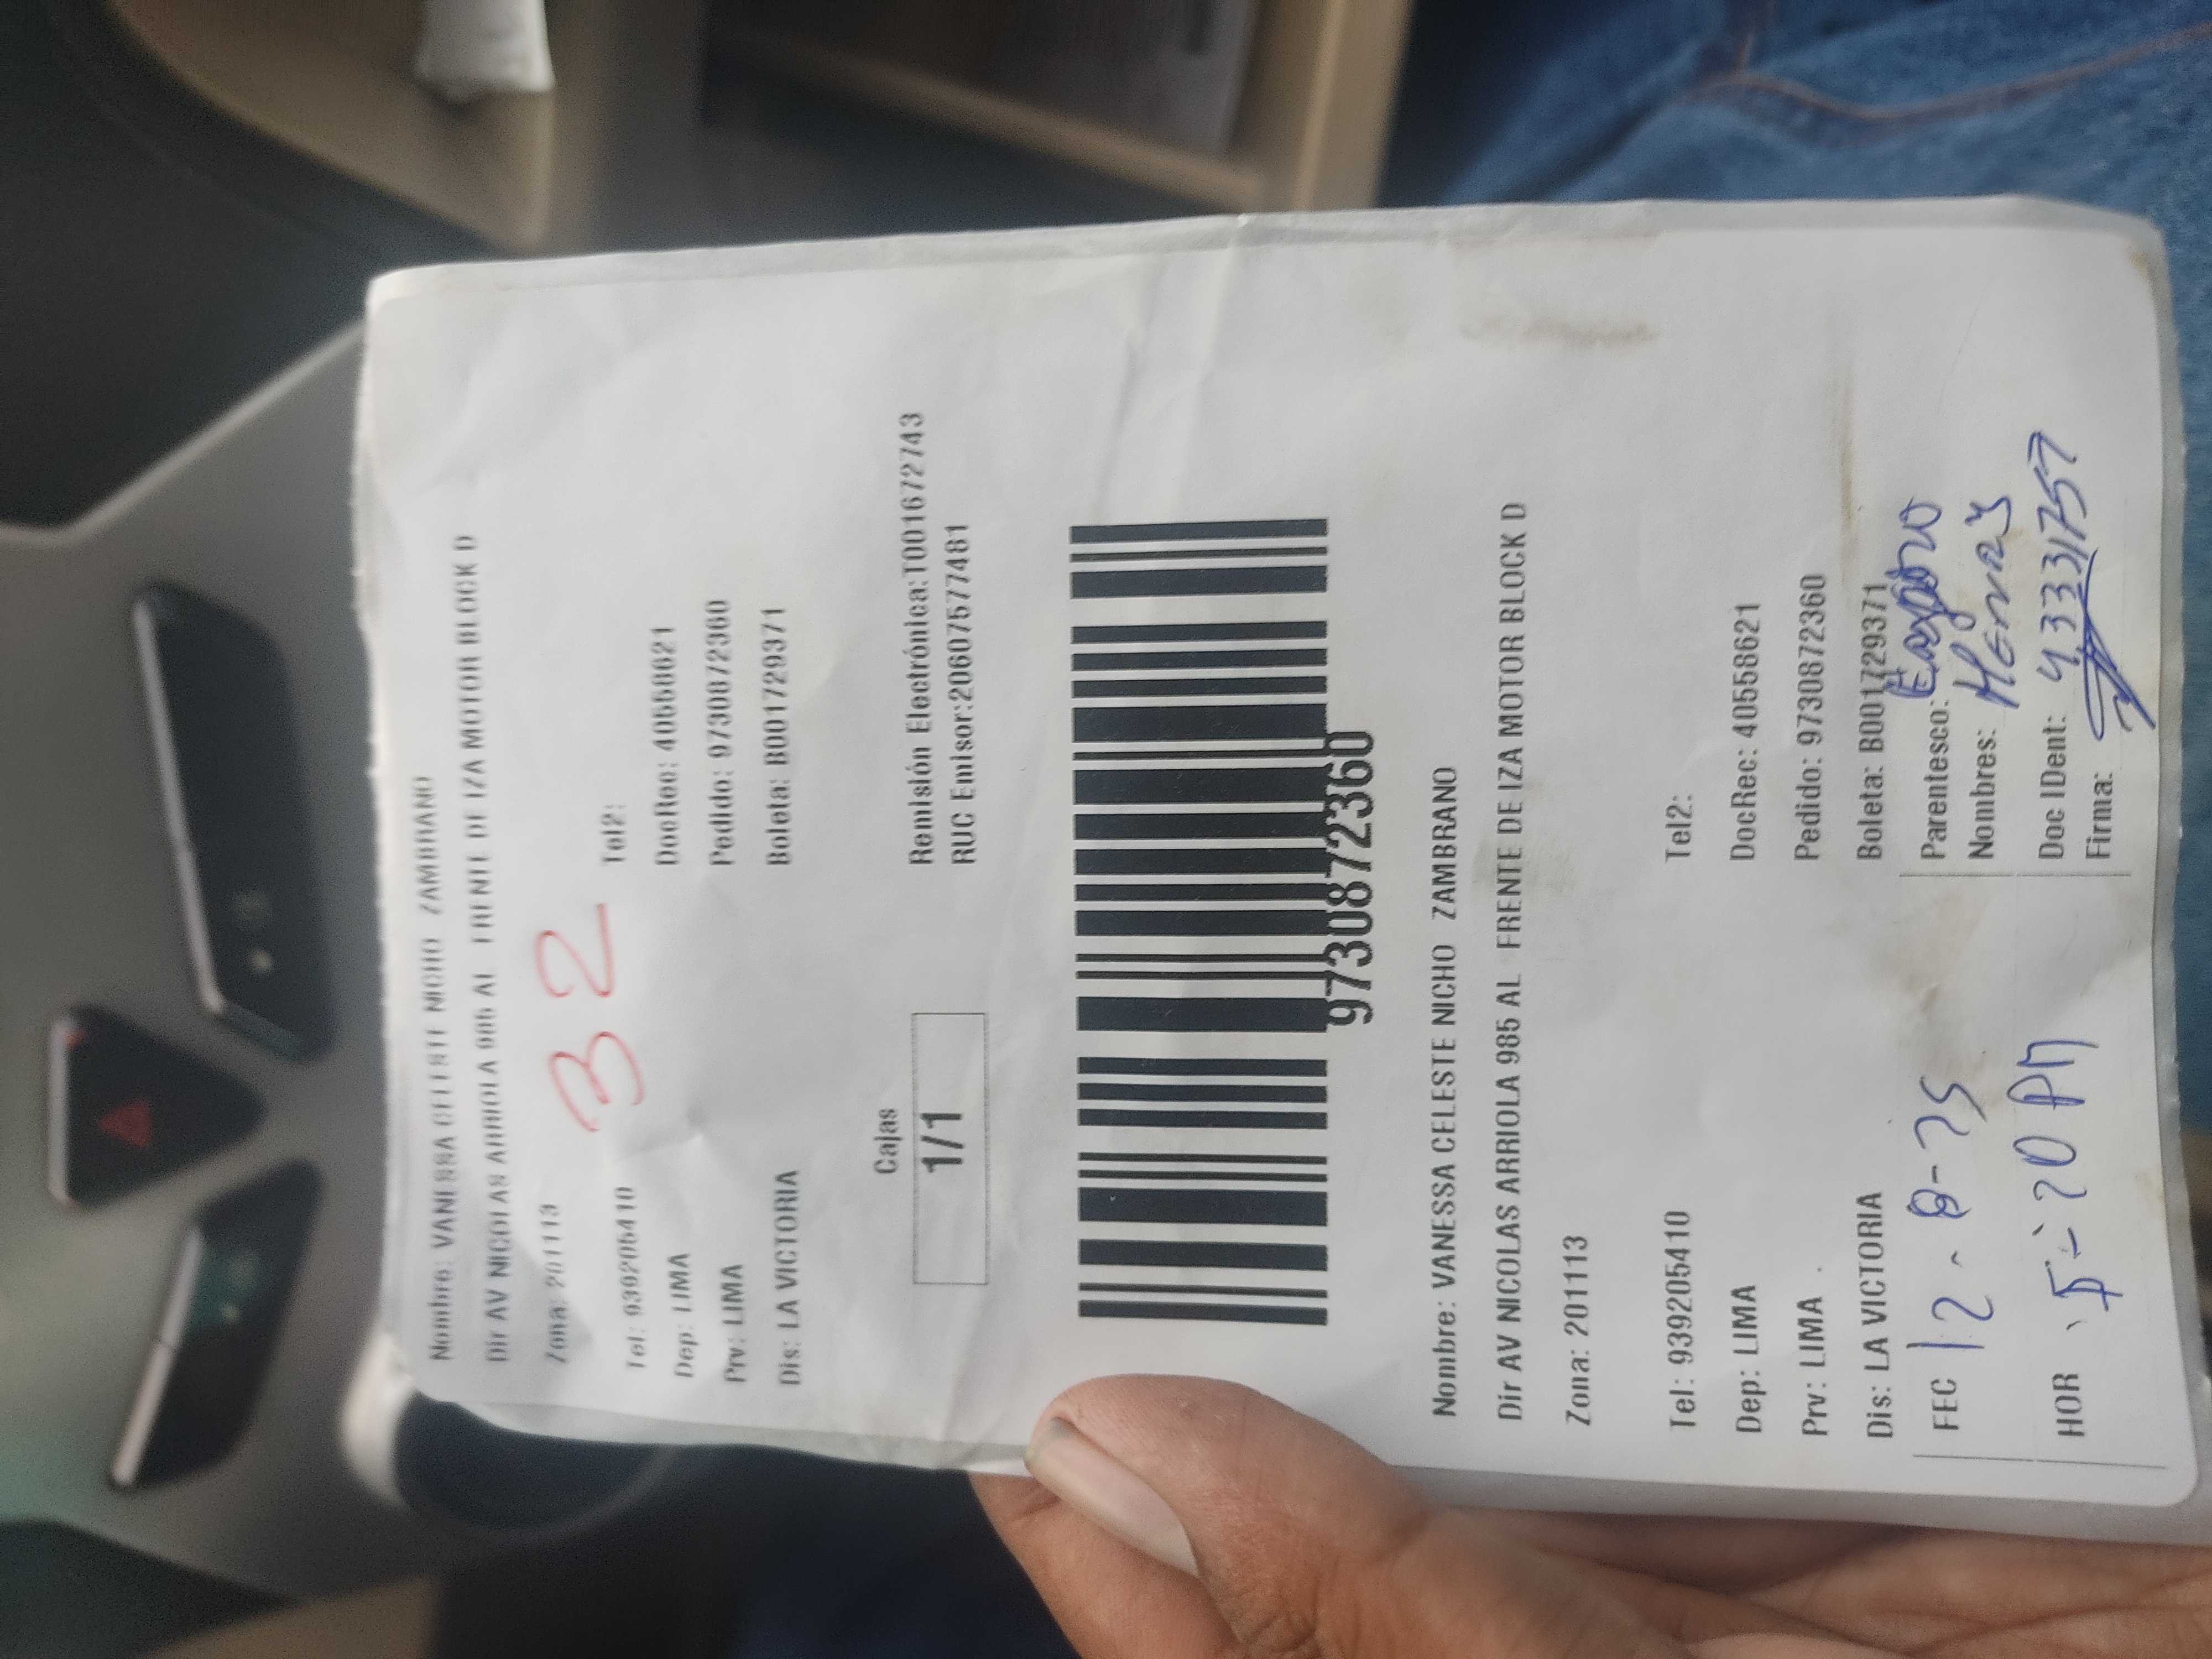 Nombre: VANESSA CELESTE NICHO ZAMBRANO
Dir AV NICOLAS ARRIOLA 985 AL FRENTE DE IZA MOTOR BLOCK D
Zona: 201113
32
Tel: 939205410 Tel2:
Dep: LIMA DocRec: 40558621
Prv: LIMA Pedido: 9730872360
Dis: LA VICTORIA Boleta: B001729371
Cajas
1/1
Remisión Electrónica:T001672743
RUC Emisor:20607577481
9730872360
Nombre: VANESSA CELESTE NICHO ZAMBRANO
Dir AV NICOLAS ARRIOLA 985 AL FRENTE DE IZA MOTOR BLOCK D
Zona: 201113
Tel: 939205410 Tel2:
Dep: LIMA DocRec: 40558621
Prv: LIMA Pedido: 9730872360
Dis: LA VICTORIA Boleta: B001729371
FEC 12-8-25 Parentesco:
Nombres: Henry
HOR 5:20 PM Doc IDent: 43331757
Firma: